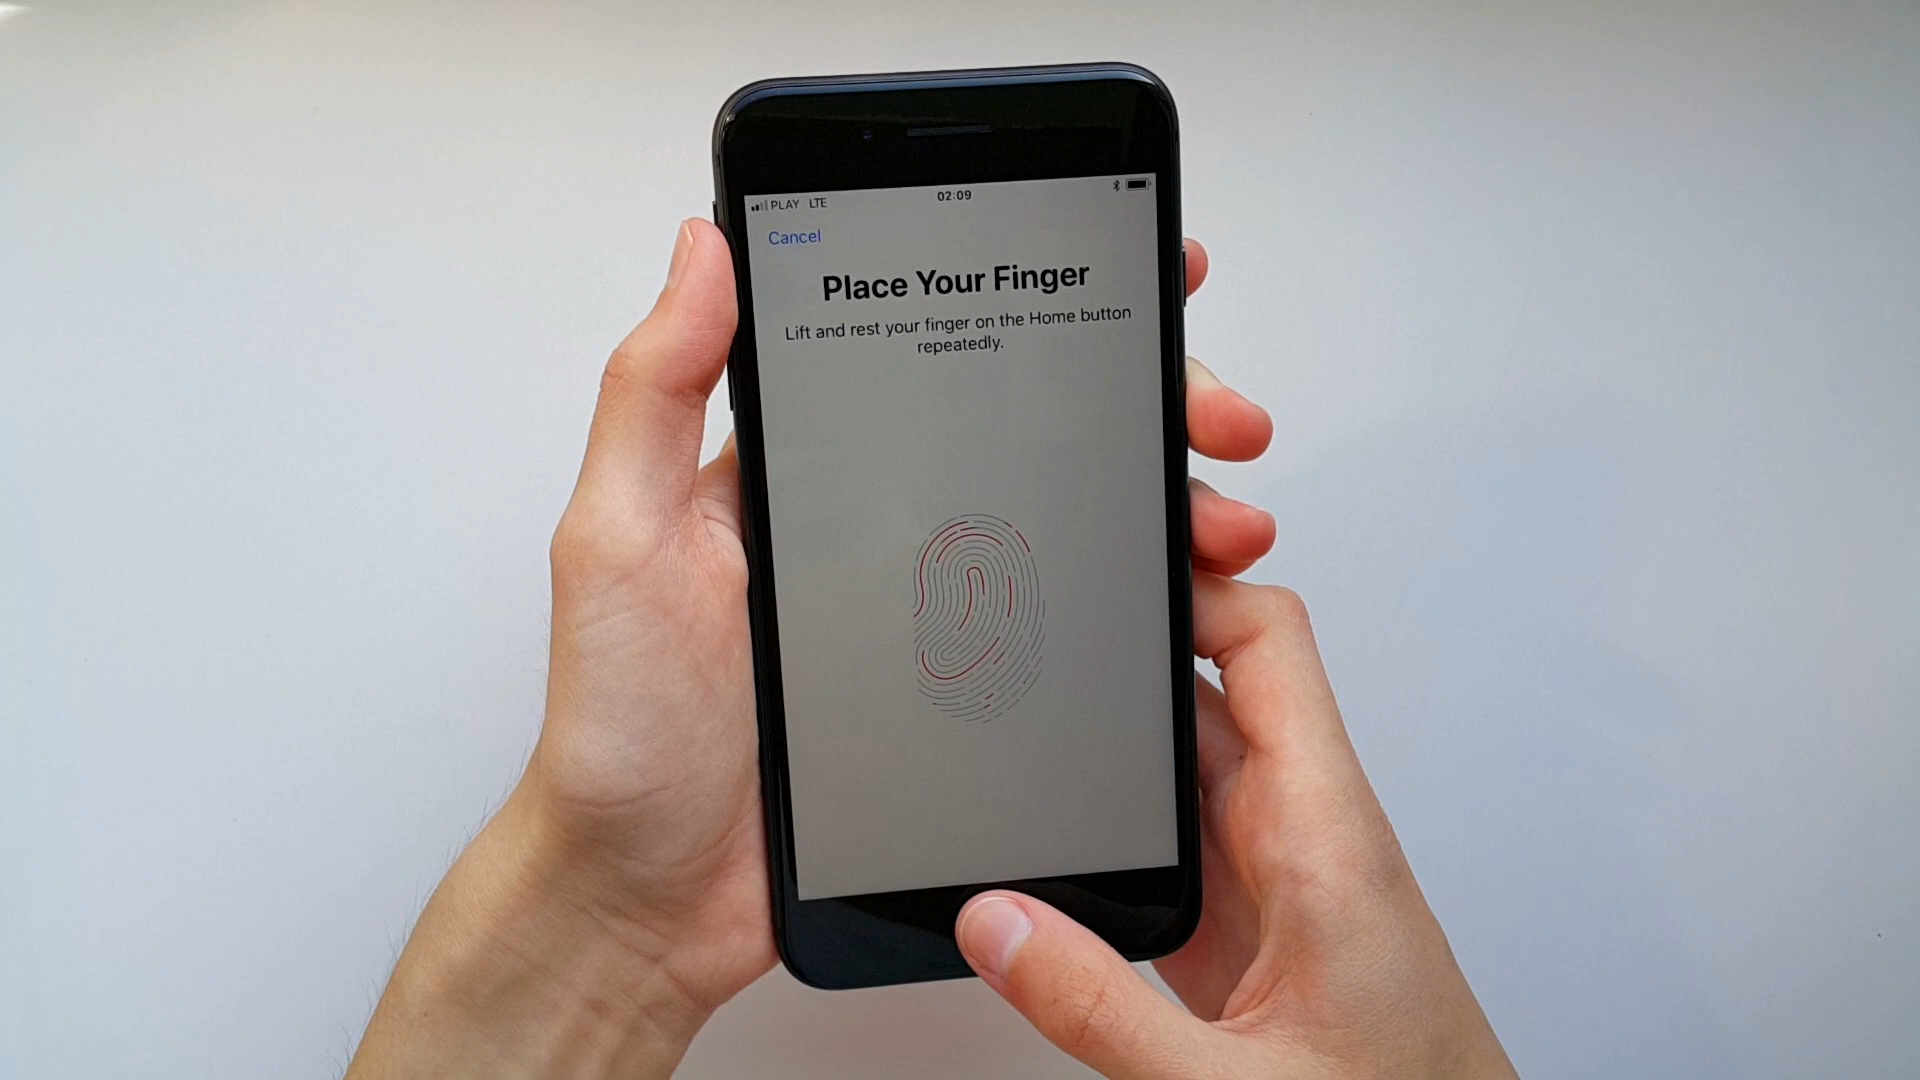 PLAY LTE 02:09
Cancel
Place Your Finger
Lift and rest your finger on the Home button
repeatedly.